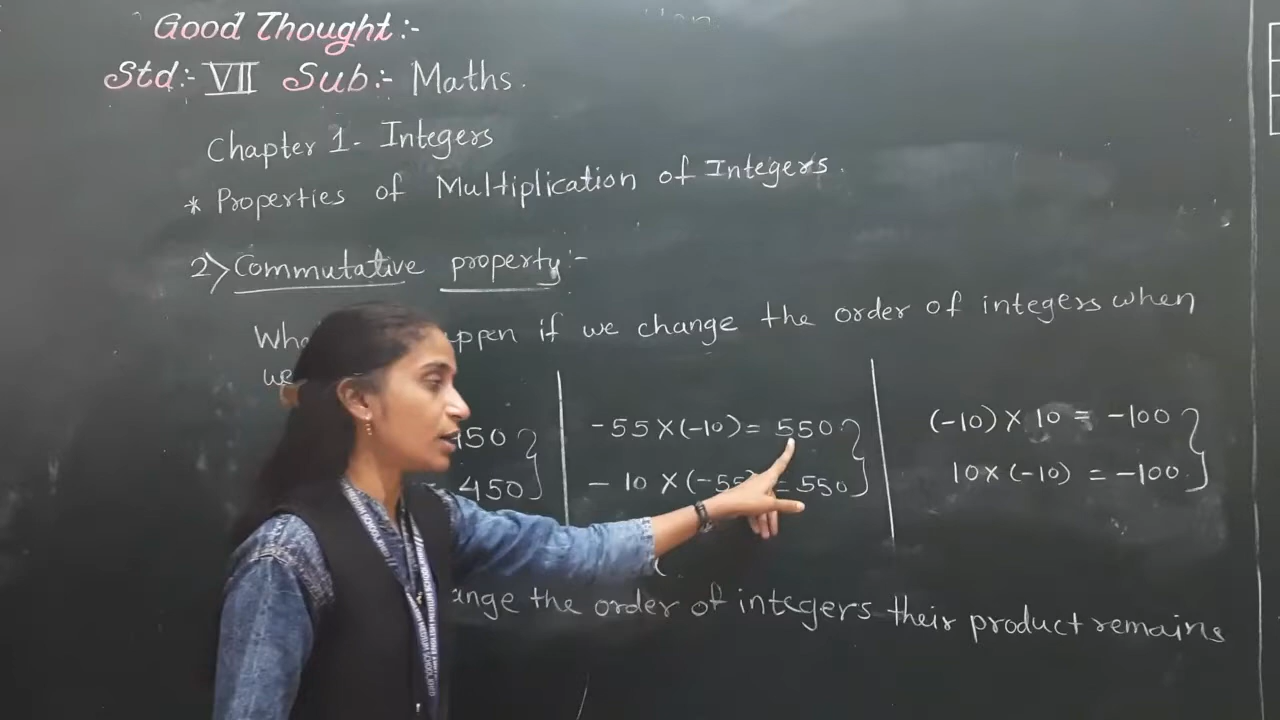 Good Thought:-
Std:- VII Sub:- Maths.
Chapter 1. Integers
* Properties of Multiplication of Integers.
2) Commutative property:-
if we change the order of integers when
we
450
450
-55 × (-10) = 550
- 10 × (-55) = 550
(-10) × 10 = -100
10 × (-10) = -100
the order of integers their product remains